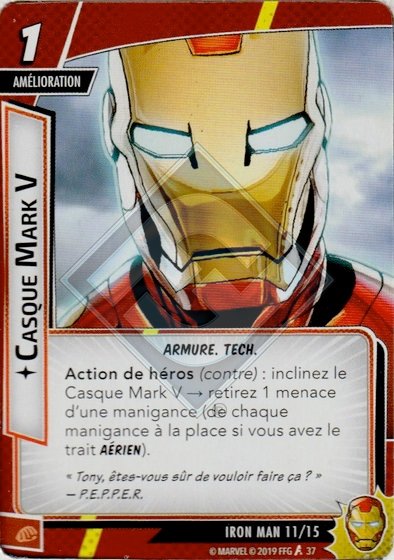 1
AMÉLIORATION
CASQUE MARK V
ARMURE. TECH.
Action de héros (contre) : inclinez le
Casque Mark V → retirez 1 menace
d'une manigance (de chaque
manigance à la place si vous avez le
trait AÉRIEN).
« Tony, êtes-vous sûr de vouloir faire ça ? »
— P.E.P.P.E.R.
IRON MAN 11/15
© MARVEL © 2019 FFG 37